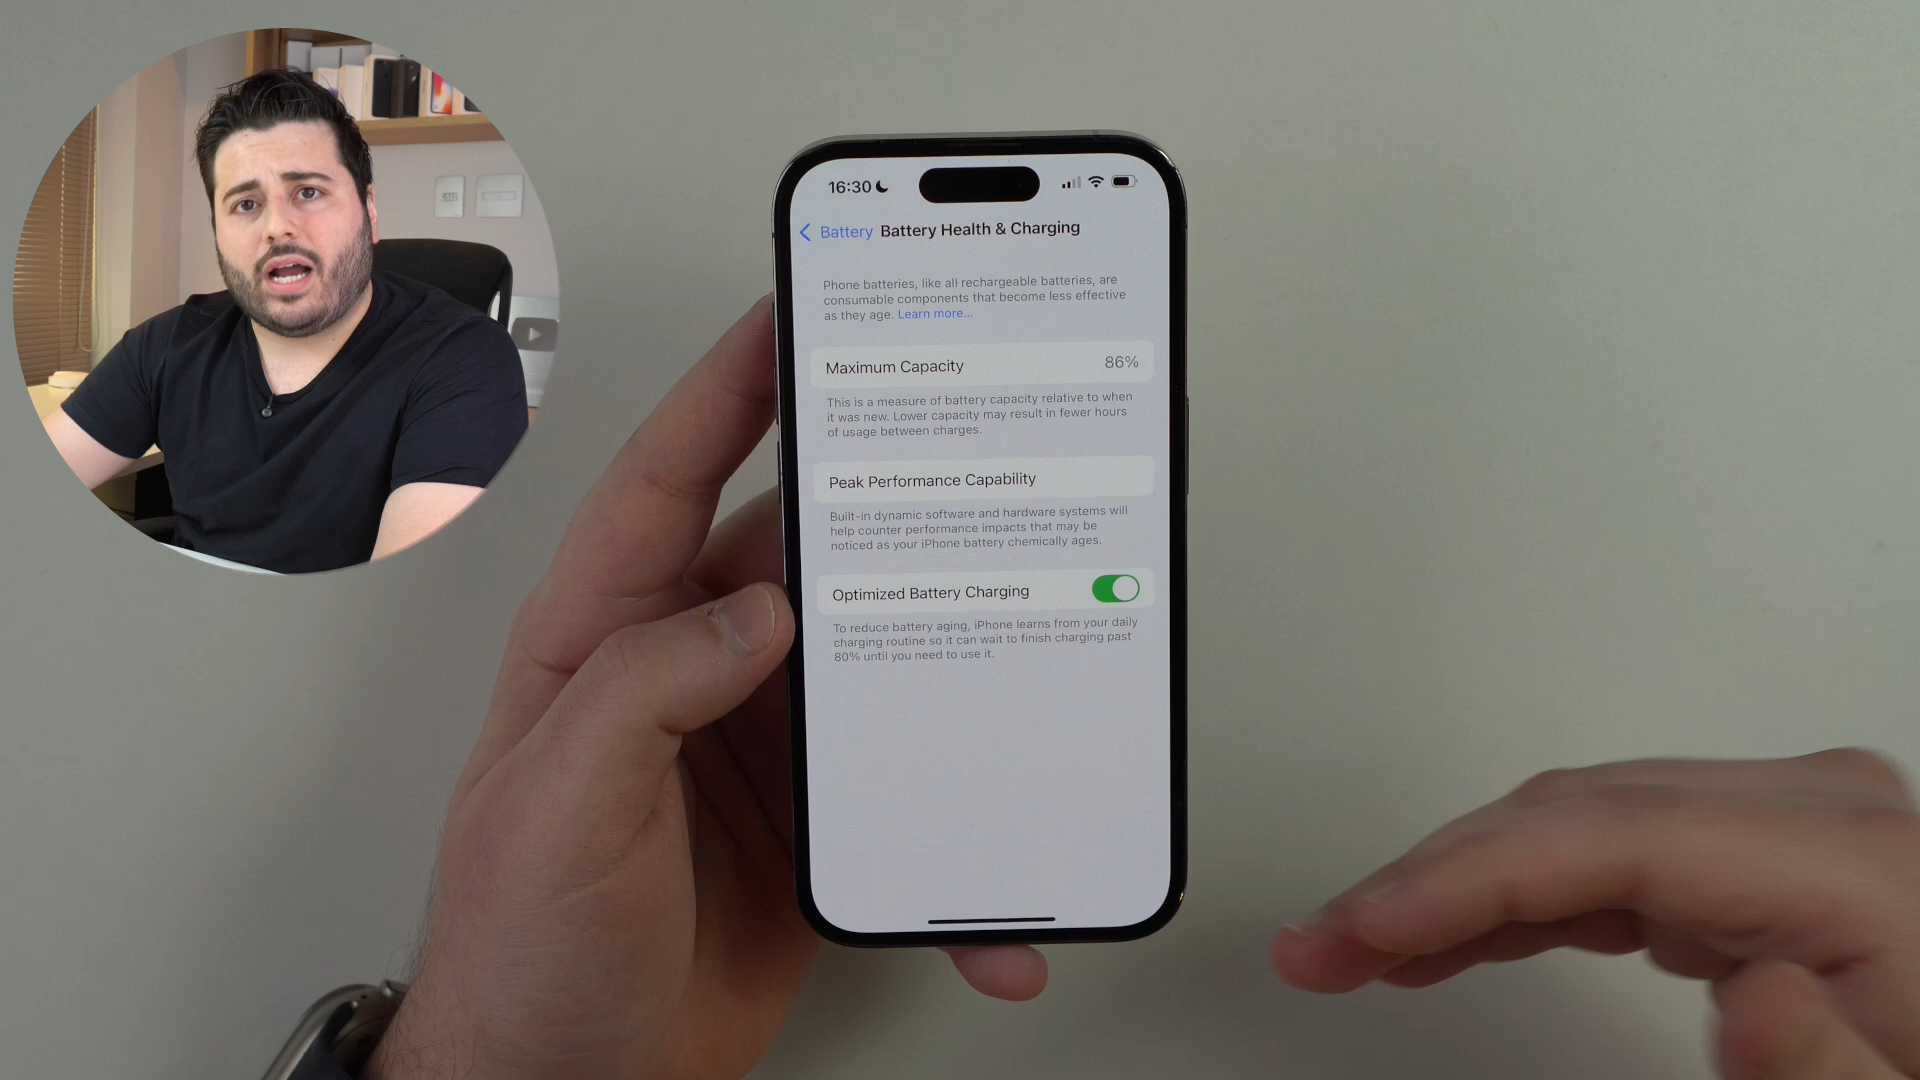 16:30
Battery
Battery Health & Charging
Phone batteries, like all rechargeable batteries, are
consumable components that become less effective
as they age. Learn more...
Maximum Capacity 86%
This is a measure of battery capacity relative to when
it was new. Lower capacity may result in fewer hours
of usage between charges.
Peak Performance Capability
Built-in dynamic software and hardware systems will
help counter performance impacts that may be
noticed as your iPhone battery chemically ages.
Optimized Battery Charging
To reduce battery aging, iPhone learns from your daily
charging routine so it can wait to finish charging past
80% until you need to use it.